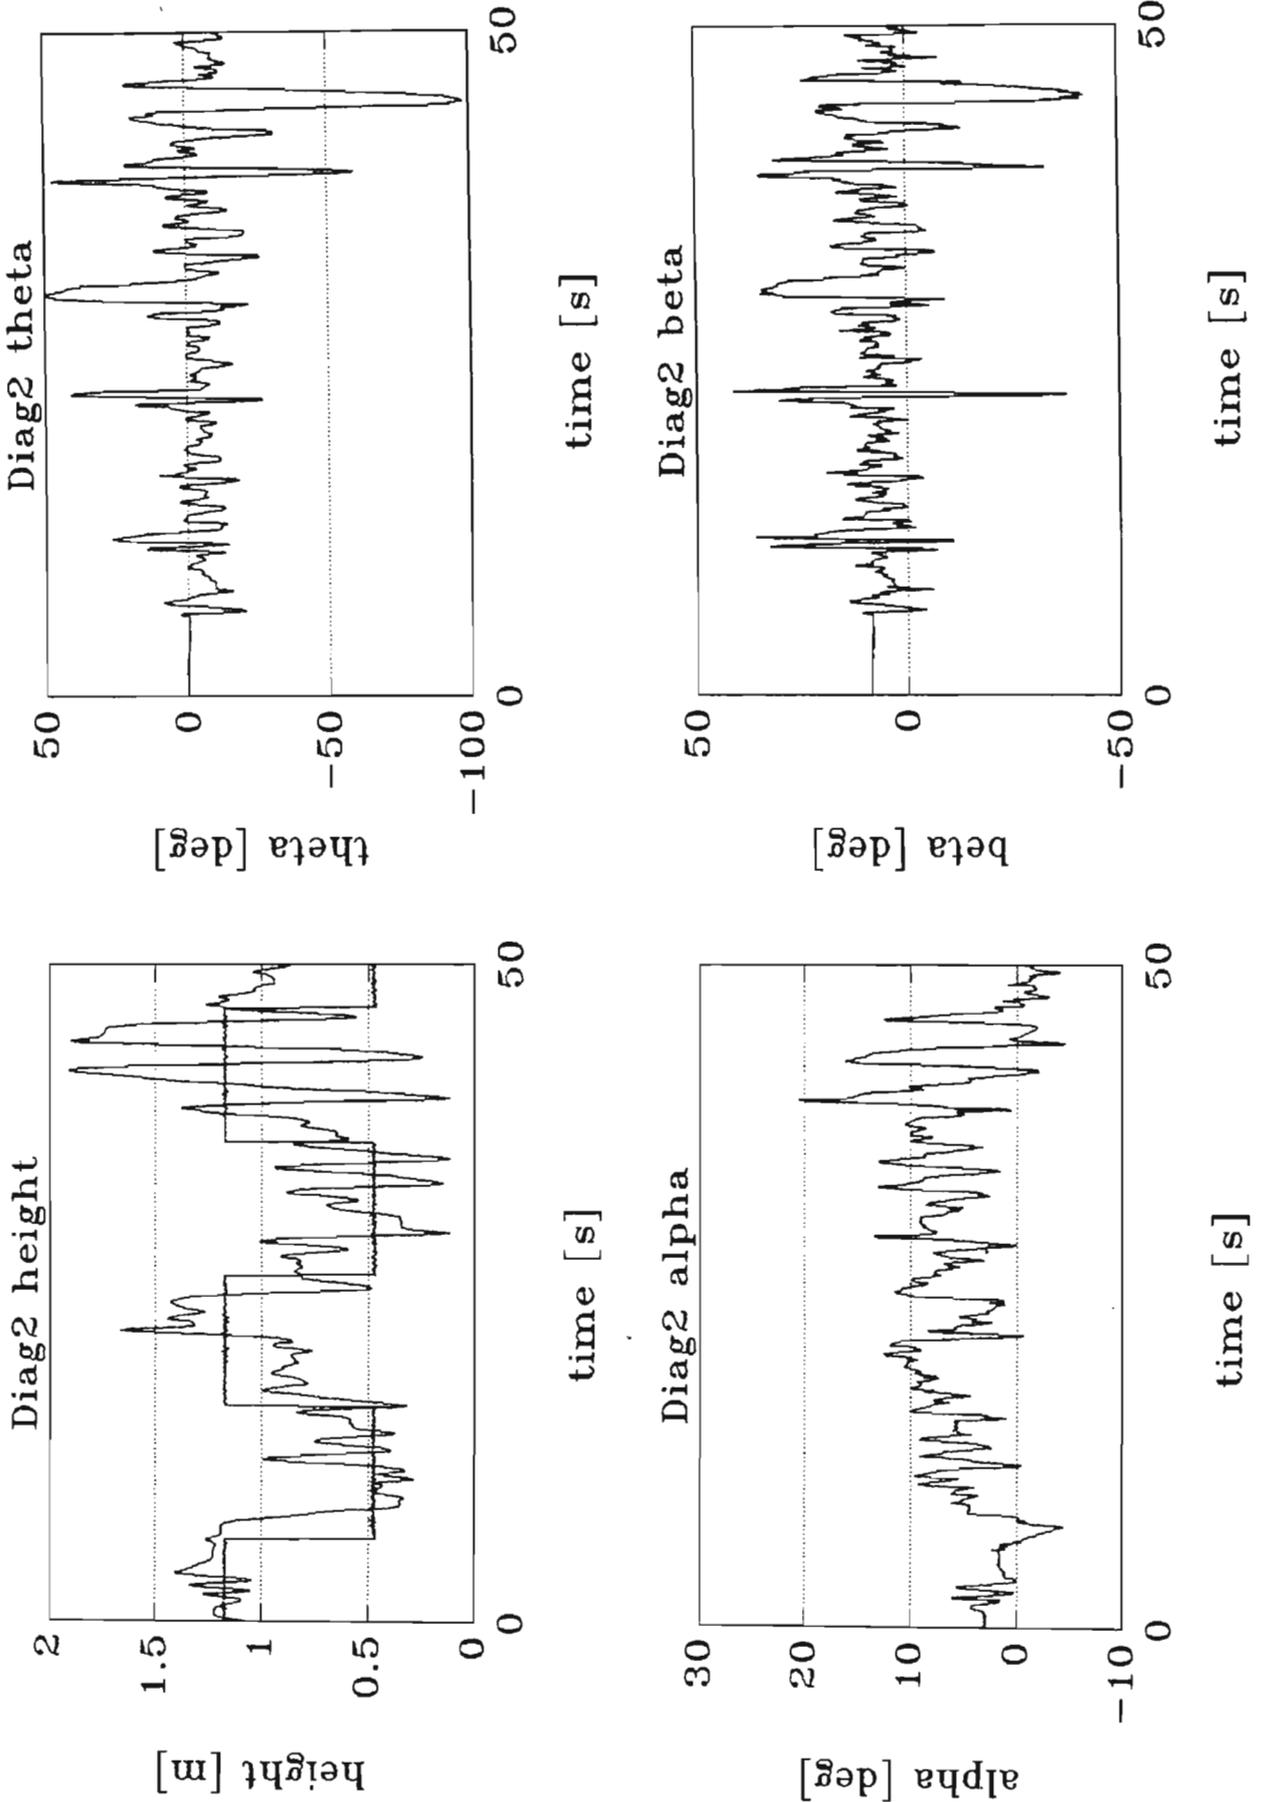 Diag2 height
height [m]
2
1.5
1
0.5
0
0
50
time [s]
Diag2 theta
theta [deg]
50
0
−50
−100
0
50
time [s]
Diag2 alpha
alpha [deg]
30
20
10
0
−10
0
50
time [s]
Diag2 beta
beta [deg]
50
0
−50
0
50
time [s]